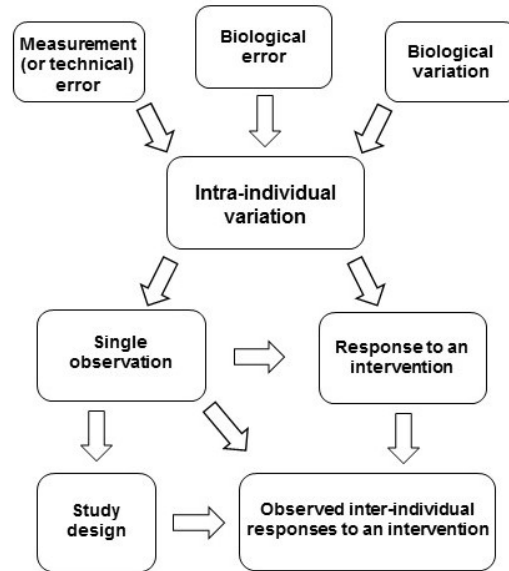 Measurement
(or technical)
error
Biological
error
Biological
variation
Intra-individual
variation
Single
observation
Response to an
intervention
Study
design
Observed inter-individual
responses to an intervention